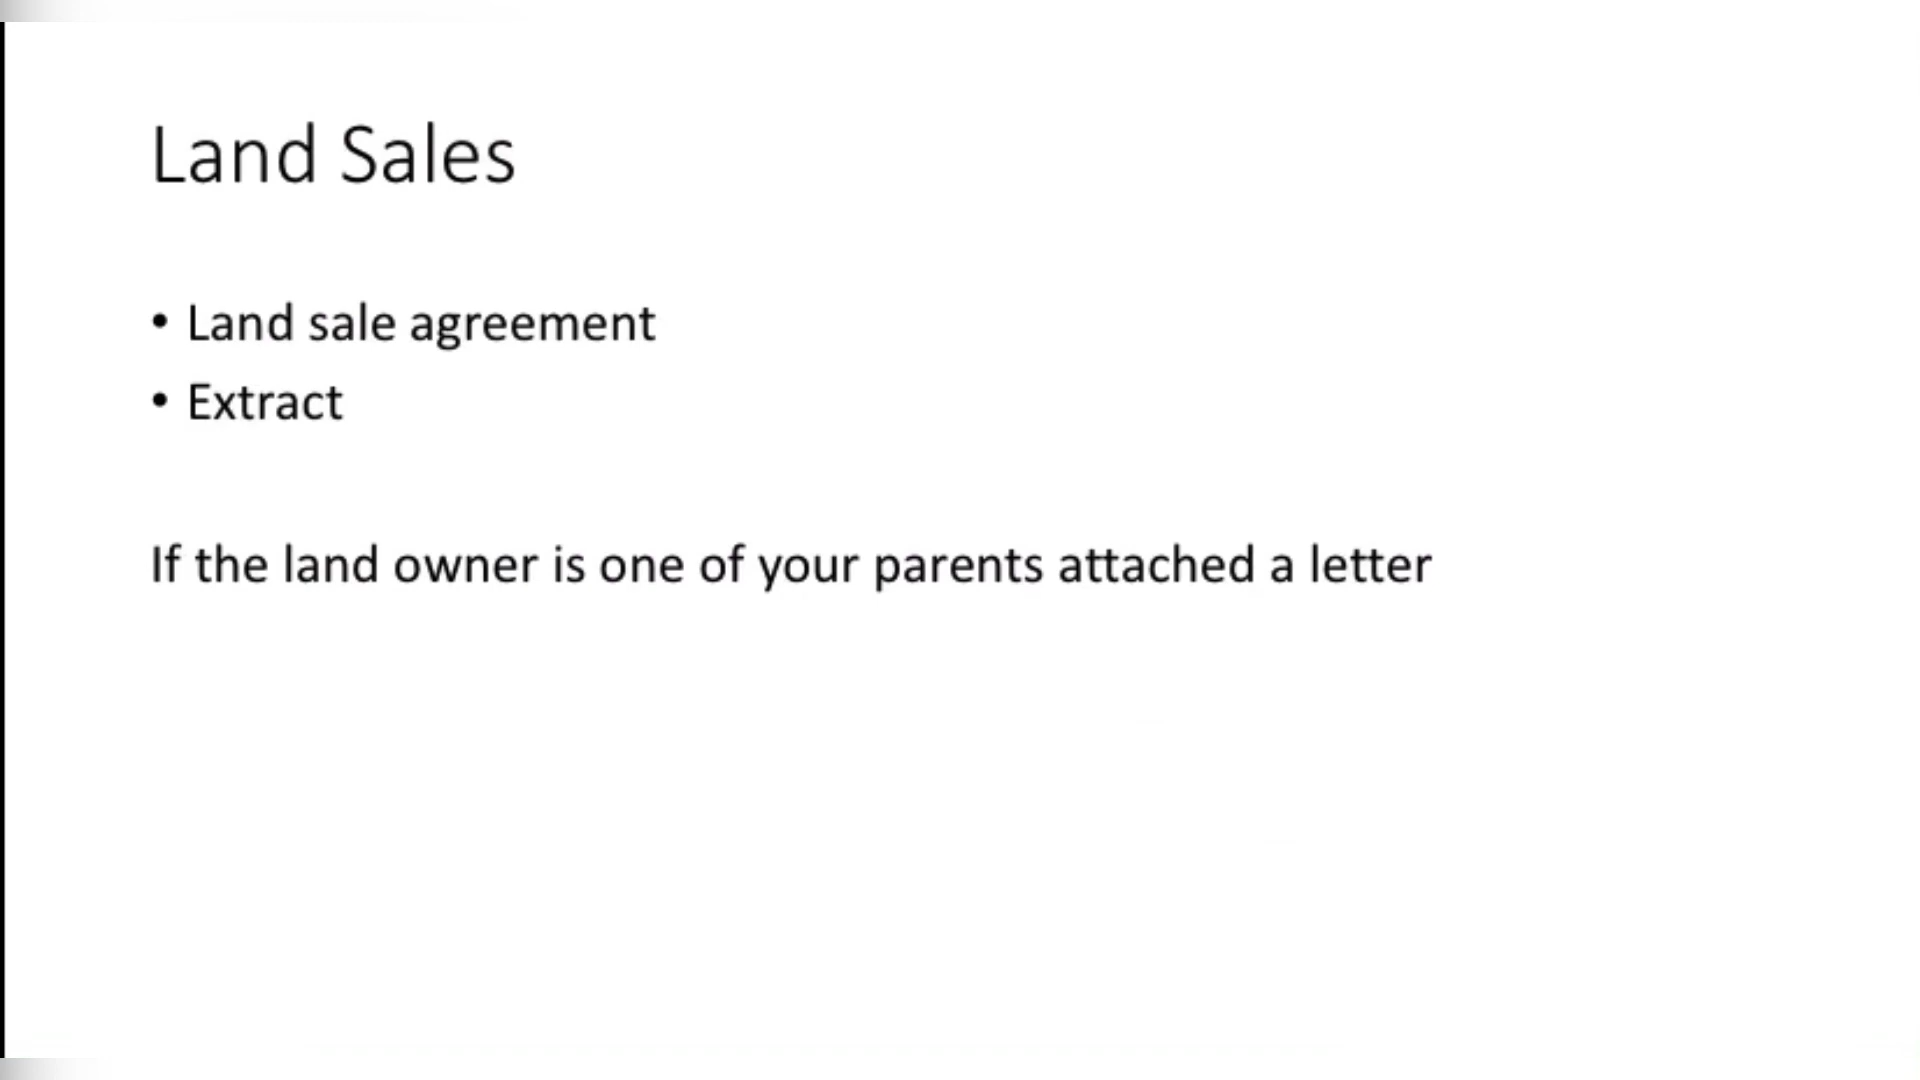 Land Sales
• Land sale agreement
• Extract
If the land owner is one of your parents attached a letter